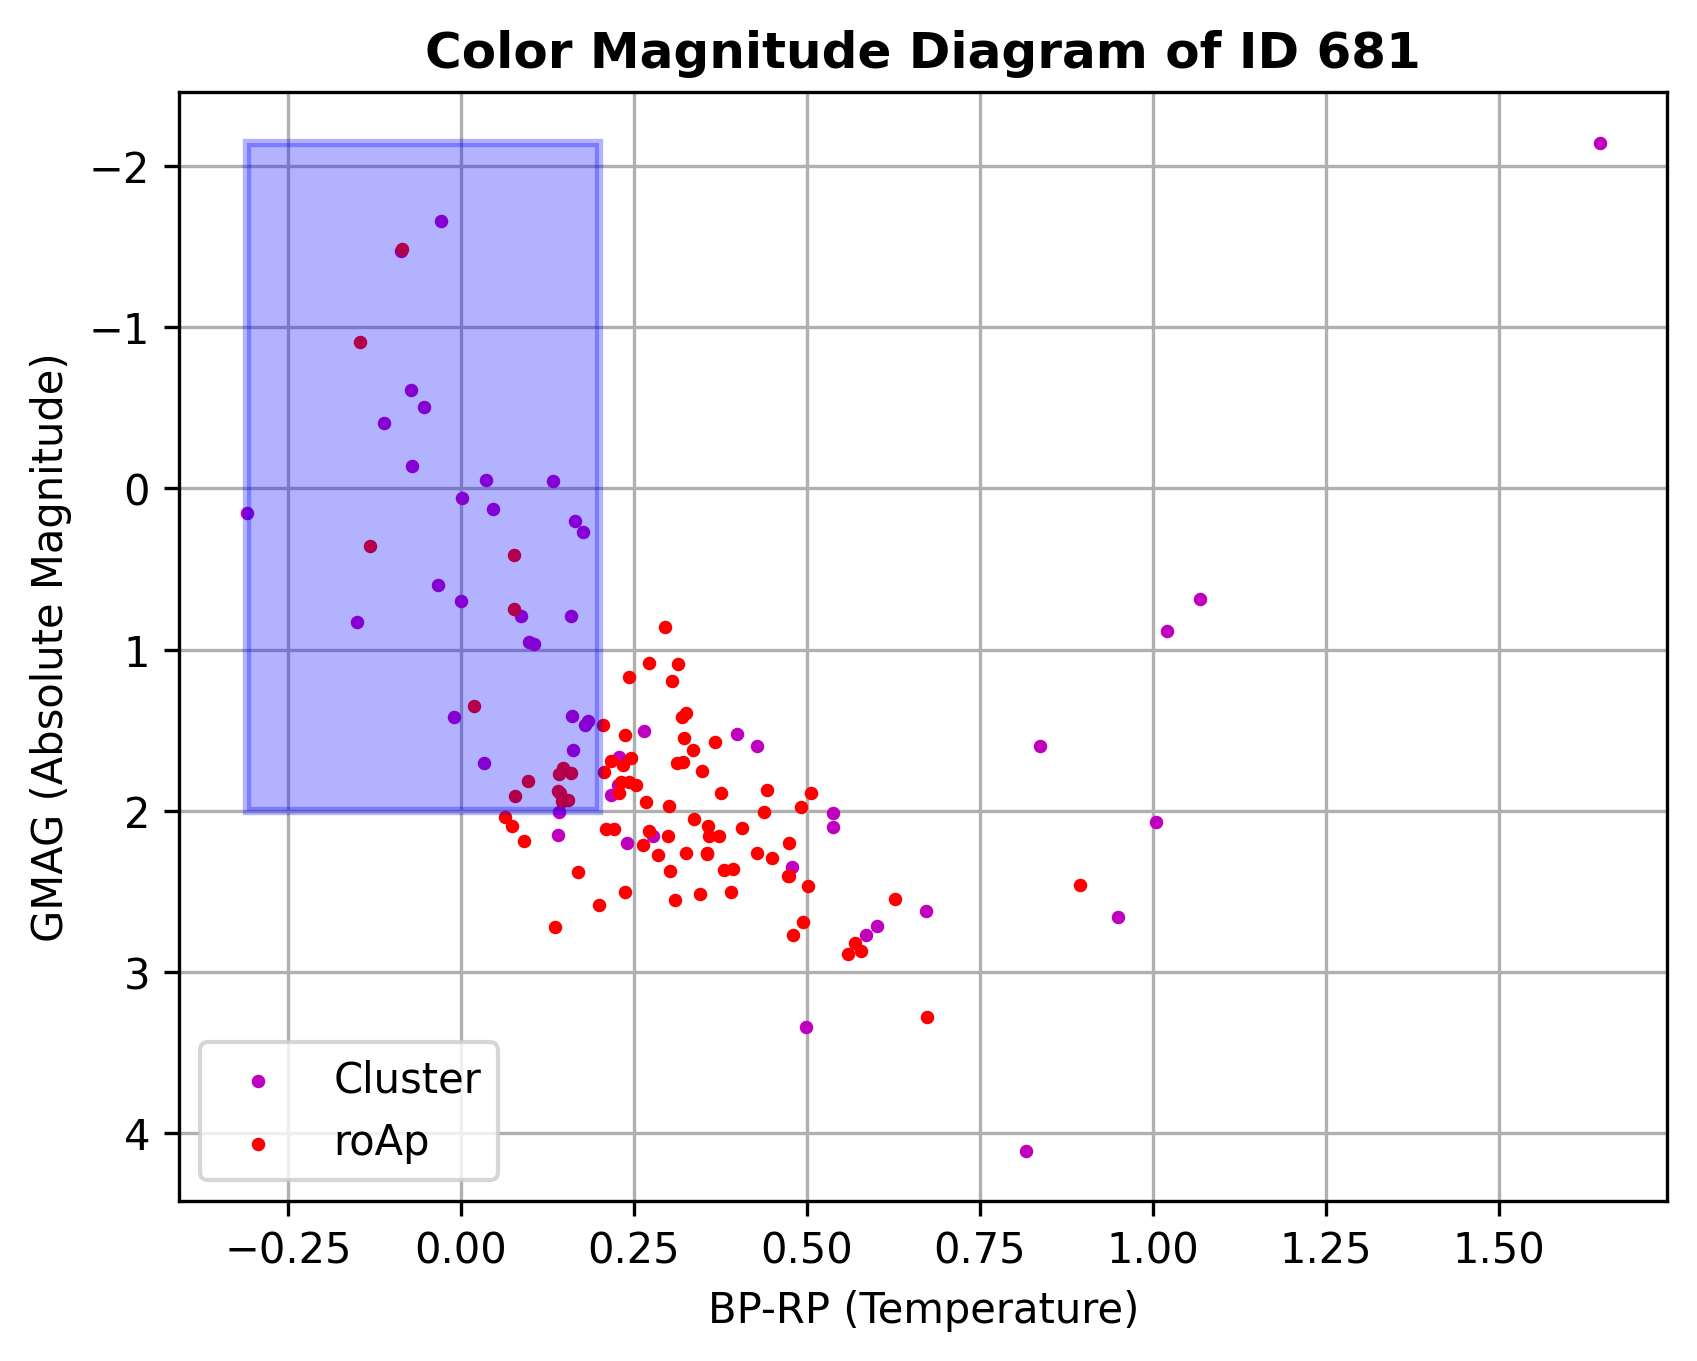 Color Magnitude Diagram of ID 681
GMAG (Absolute Magnitude)
−2
−1
0
1
2
3
4
Cluster
roAp
−0.25 0.00 0.25 0.50 0.75 1.00 1.25 1.50
BP-RP (Temperature)